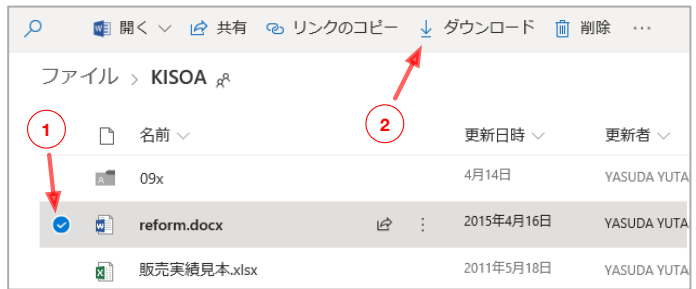 開く 共有 リンクのコピー ダウンロード 削除 ...
ファイル > KISOA
1 2
名前 更新日時 更新者
09x 4月14日 YASUDA YUTA
reform.docx 2015年4月16日 YASUDA YUTA
販売実績見本.xlsx 2011年5月18日 YASUDA YUTA